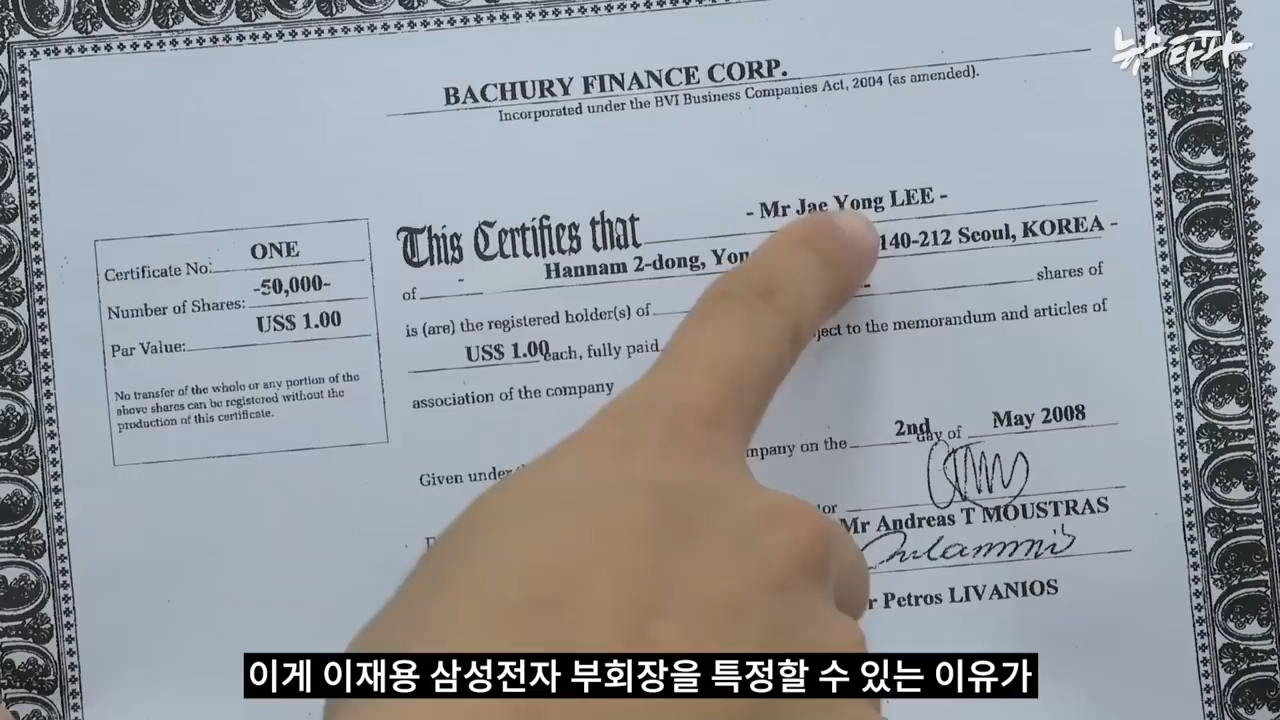 뉴스타파
BACHURY FINANCE CORP.
Incorporated under the BVI Business Companies Act, 2004 (as amended).
Certificate No: ONE
Number of Shares: -50,000-
Par Value: US$ 1.00
No transfer of the whole or any portion of the
above shares can be registered without the
production of this certificate.
This Certifies that - Mr Jae Yong LEE -
of - Hannam 2-dong, Yon 140-212 Seoul, KOREA -
is (are) the registered holder(s) of shares of
US$ 1.00 each, fully paid. ject to the memorandum and articles of
association of the company
Given under mpany on the 2nd day of May 2008
tor
Mr Andreas T MOUSTRAS
r Petros LIVANIOS
이게 이재용 삼성전자 부회장을 특정할 수 있는 이유가